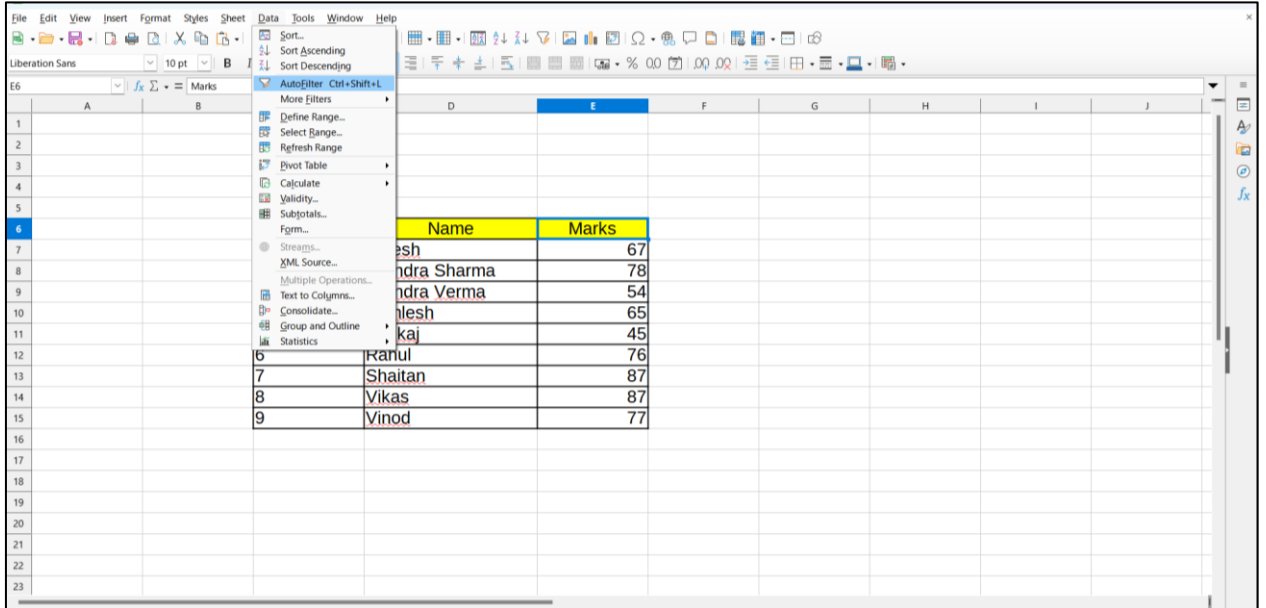 File Edit View Insert Format Styles Sheet Data Tools Window Help
Liberation Sans 10 pt B I
E6 fx Σ = Marks
Sort...
Sort Ascending
Sort Descending
AutoFilter Ctrl+Shift+L
More Filters
Define Range...
Select Range...
Refresh Range
Pivot Table
Calculate
Validity...
Subtotals...
Form...
Streams...
XML Source...
Multiple Operations...
Text to Columns...
Consolidate...
Group and Outline
Statistics
A B D E F G H I J
1
2
3
4
5
6 Name Marks
7 esh 67
8 ndra Sharma 78
9 ndra Verma 54
10 lesh 65
11 kaj 45
12 6 Rahul 76
13 7 Shaitan 87
14 8 Vikas 87
15 9 Vinod 77
16
17
18
19
20
21
22
23